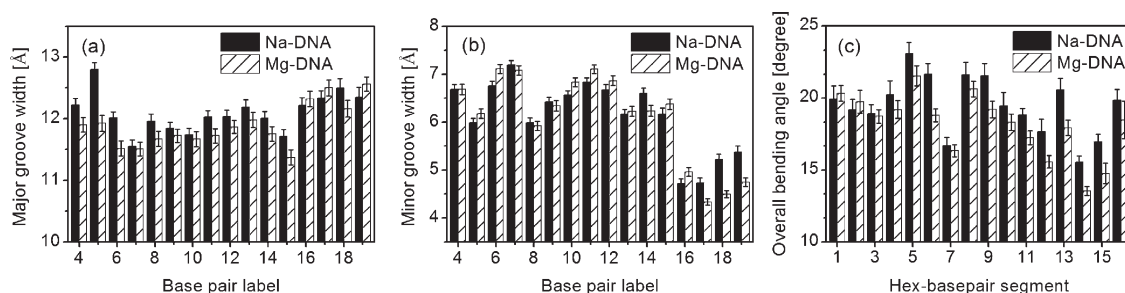 (a)
Na-DNA
Mg-DNA
Major groove width [Å]
13
12
11
10
4 6 8 10 12 14 16 18
Base pair label
(b)
Na-DNA
Mg-DNA
Minor groove width [Å]
8
7
6
5
4
4 6 8 10 12 14 16 18
Base pair label
(c)
Na-DNA
Mg-DNA
Overall bending angle [degree]
25
20
15
10
1 3 5 7 9 11 13 15
Hex-basepair segment